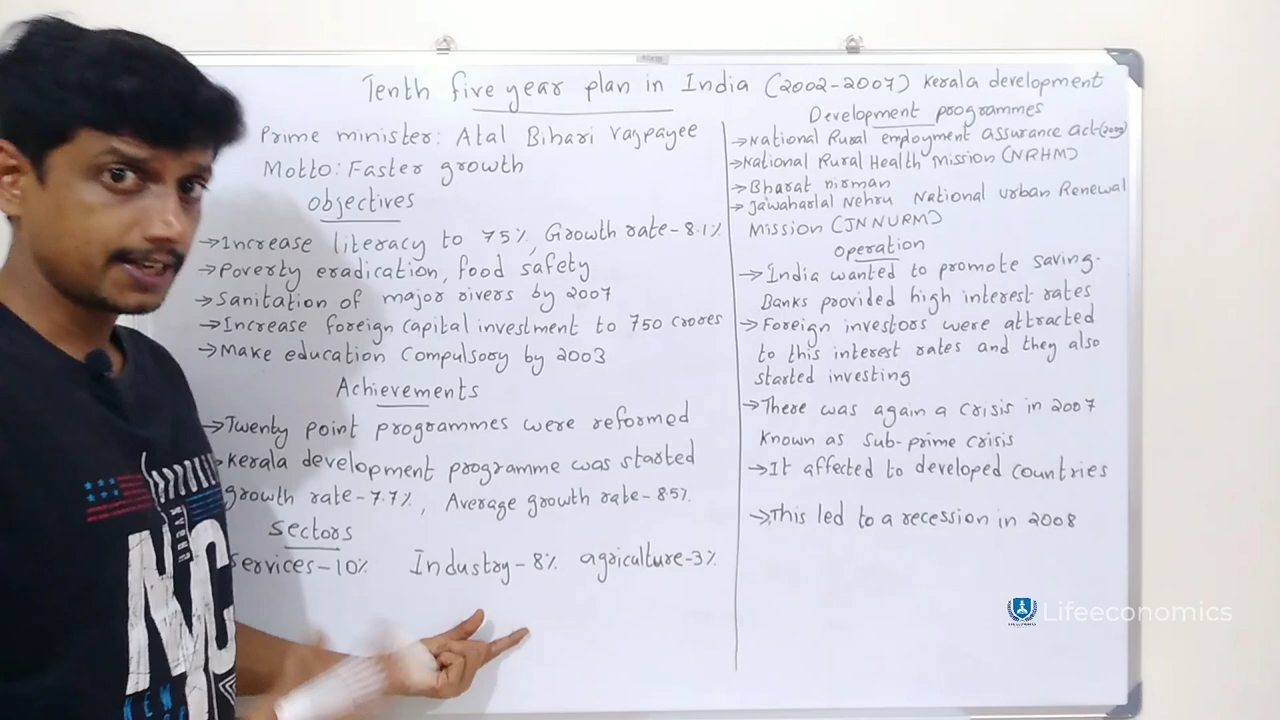 Tenth five year plan in India (2002-2007) Kerala development
Prime minister: Atal Bihari Vajpayee
Motto: Faster growth
objectives
→Increase literacy to 75%, Growth rate-8.1%
→Poverty eradication, food safety
→Sanitation of major rivers by 2007
→Increase foreign capital investment to 750 crores
→Make education Compulsory by 2003
Achievements
→Twenty point programmes were reformed
Kerala development programme was started
growth rate-7.7%, Average growth rate-8.5%
Sectors
Services-10% Industry-8% agriculture-3%
Development programmes
→National Rural employment assurance act
→National Rural Health mission (NRHM)
→Bharat nirman
→Jawaharlal Nehru National urban Renewal
Mission (JNNURM)
operation
→India wanted to promote saving.
Banks provided high interest rates
→Foreign investors were attracted
to this interest rates and they also
started investing
→There was again a crisis in 2007
known as sub-prime crisis
→It affected to developed countries
→This led to a recession in 2008
Lifeeconomics
NC